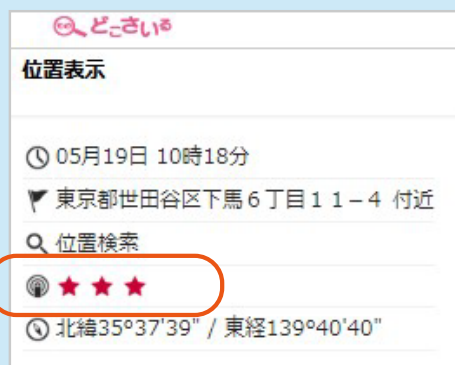 どこさいる
位置表示
05月19日 10時18分
東京都世田谷区下馬6丁目11−4 付近
位置検索
★ ★ ★
北緯35°37'39" / 東経139°40'40"